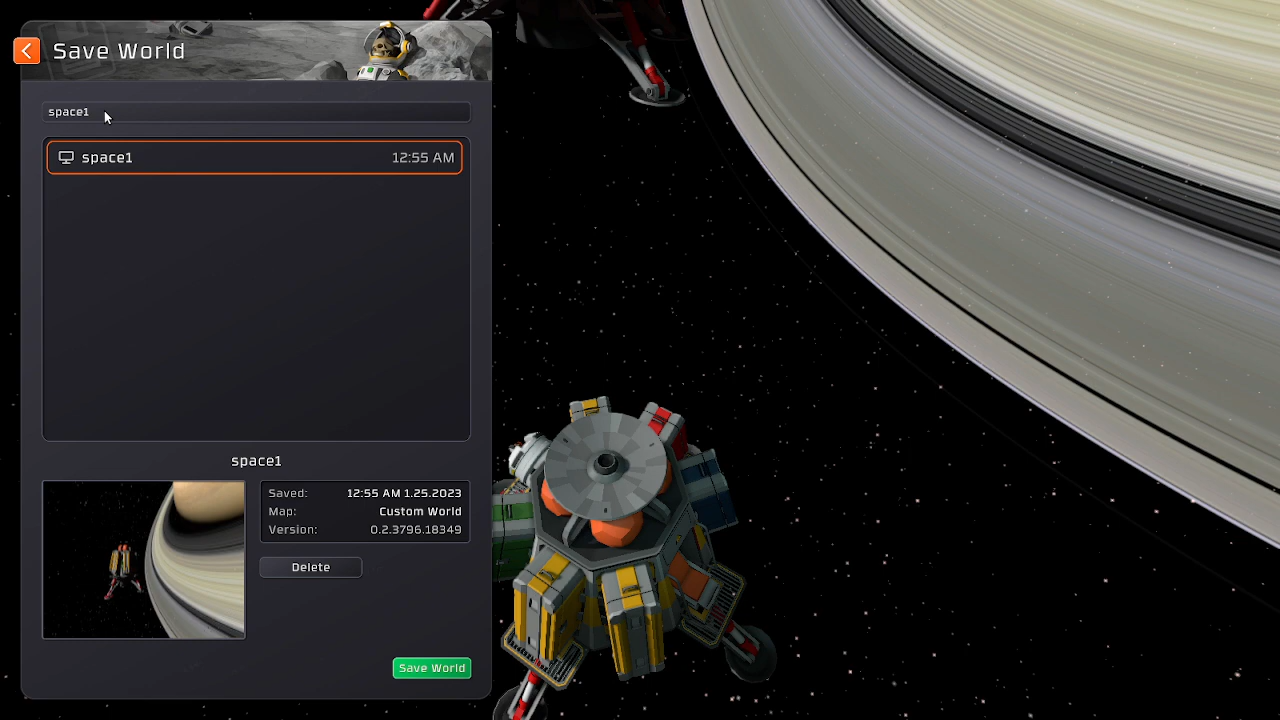 Save World
space1
space1 12:55 AM
space1
Saved: 12:55 AM 1.25.2023
Map: Custom World
Version: 0.2.3796.18349
Delete
Save World